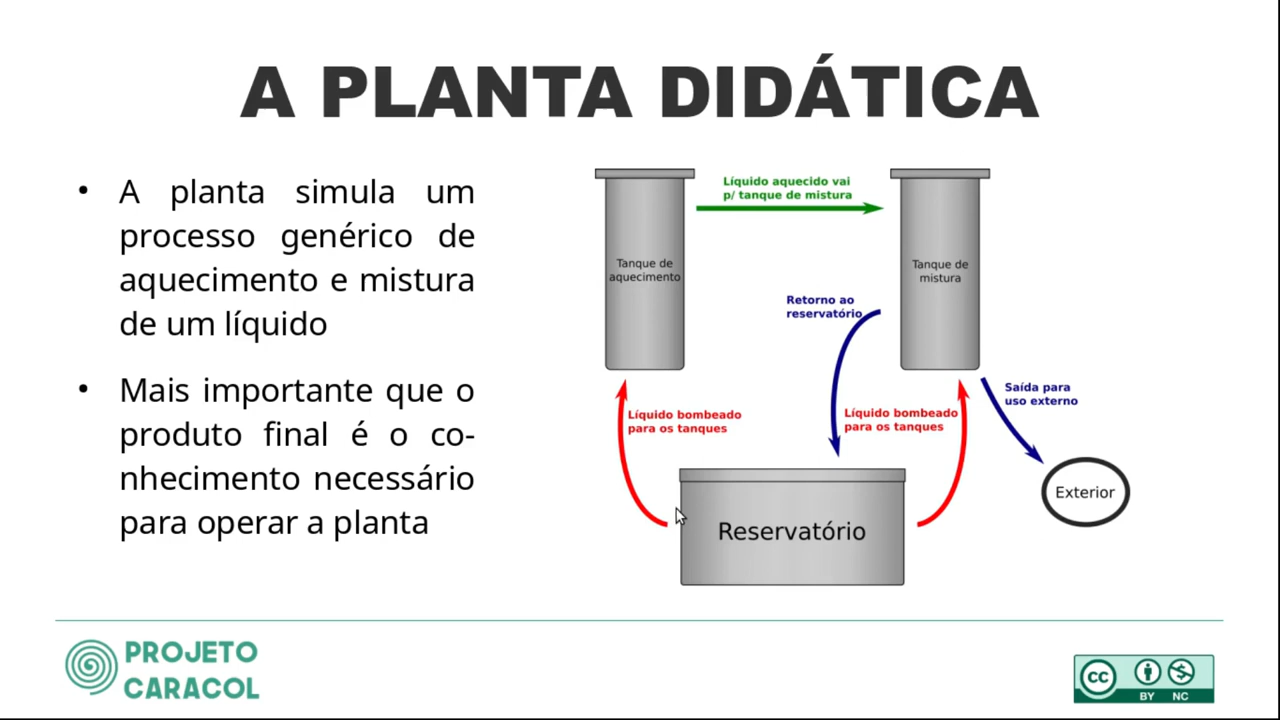 A PLANTA DIDÁTICA
• A planta simula um
processo genérico de
aquecimento e mistura
de um líquido
• Mais importante que o
produto final é o co-
nhecimento necessário
para operar a planta
Líquido aquecido vai
p/ tanque de mistura
Tanque de
aquecimento
Tanque de
mistura
Retorno ao
reservatório
Líquido bombeado
para os tanques
Líquido bombeado
para os tanques
Saída para
uso externo
Reservatório
Exterior
PROJETO
CARACOL
cc
BY NC